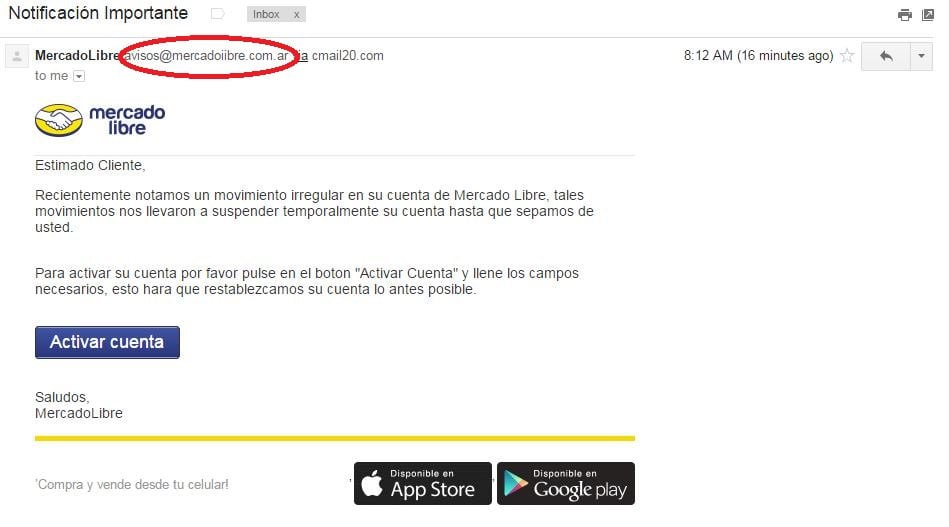 Notificación Importante Inbox x
MercadoLibre avisos@mercadolibre.com.ar via cmail20.com 8:12 AM (16 minutes ago)
to me
mercado
libre
Estimado Cliente,
Recientemente notamos un movimiento irregular en su cuenta de Mercado Libre, tales
movimientos nos llevaron a suspender temporalmente su cuenta hasta que sepamos de
usted.
Para activar su cuenta por favor pulse en el boton "Activar Cuenta" y llene los campos
necesarios, esto hara que restablezcamos su cuenta lo antes posible.
Activar cuenta
Saludos,
MercadoLibre
'Compra y vende desde tu celular! ' Disponible en App Store ' Disponible en Google play